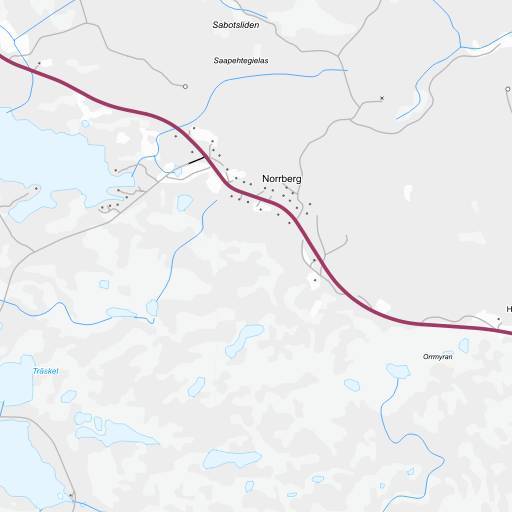 Sabotsliden
Saapehtegielas
Norrberg
H
Ormyran
Träsket